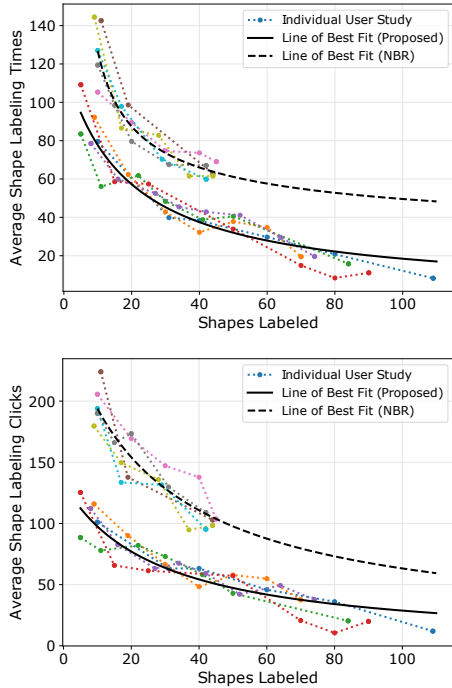 140
120
100
80
60
40
20
Average Shape Labeling Times
Individual User Study
Line of Best Fit (Proposed)
Line of Best Fit (NBR)
0 20 40 60 80 100
Shapes Labeled
200
150
100
50
0
Average Shape Labeling Clicks
Individual User Study
Line of Best Fit (Proposed)
Line of Best Fit (NBR)
0 20 40 60 80 100
Shapes Labeled